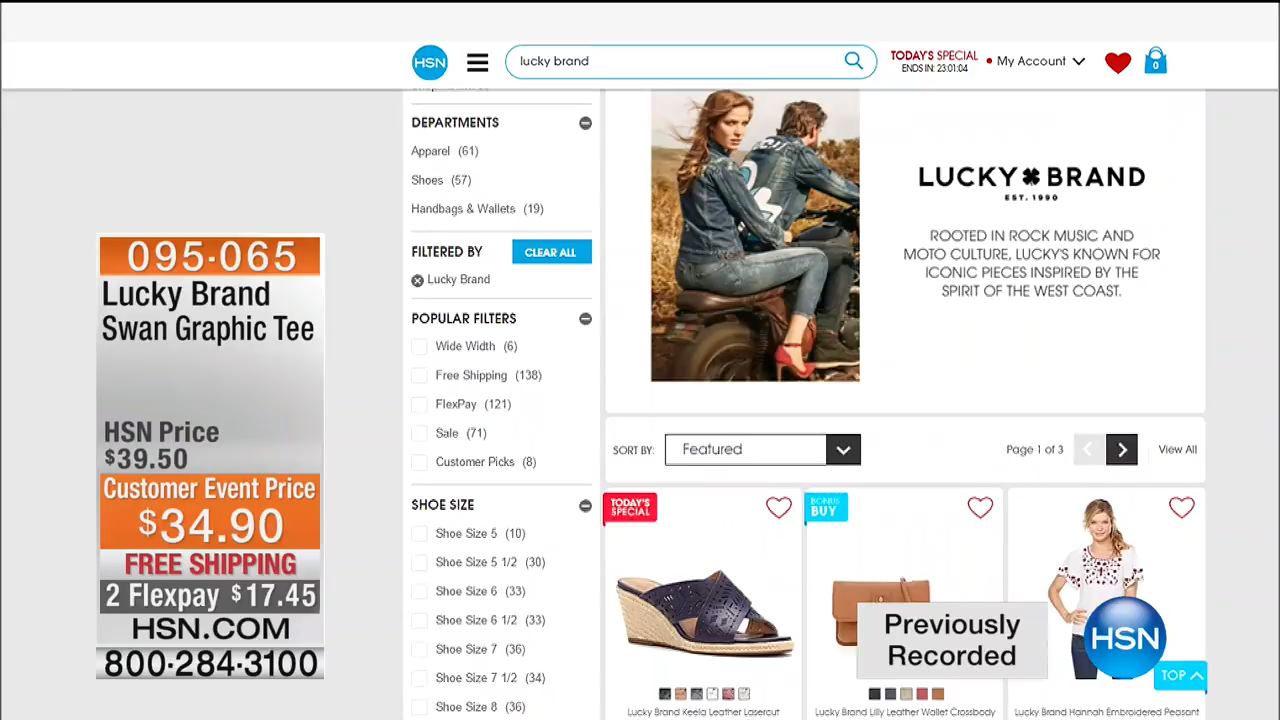 HSN
lucky brand
TODAY'S SPECIAL
ENDS IN: 23:01:04
My Account
0
DEPARTMENTS
Apparel (61)
Shoes (57)
Handbags & Wallets (19)
FILTERED BY
CLEAR ALL
Lucky Brand
POPULAR FILTERS
Wide Width (6)
Free Shipping (138)
FlexPay (121)
Sale (71)
Customer Picks (8)
SHOE SIZE
Shoe Size 5 (10)
Shoe Size 5 1/2 (30)
Shoe Size 6 (33)
Shoe Size 6 1/2 (33)
Shoe Size 7 (36)
Shoe Size 7 1/2 (34)
Shoe Size 8 (36)
LUCKY BRAND
EST. 1990
ROOTED IN ROCK MUSIC AND
MOTO CULTURE, LUCKY'S KNOWN FOR
ICONIC PIECES INSPIRED BY THE
SPIRIT OF THE WEST COAST.
SORT BY:
Featured
Page 1 of 3
View All
TODAY'S
SPECIAL
BONUS
BUY
Lucky Brand Keela Leather Lasercut
Lucky Brand Lilly Leather Wallet Crossbody
Lucky Brand Hannah Embroidered Peasant
Previously
Recorded
HSN
TOP
095-065
Lucky Brand
Swan Graphic Tee
HSN Price
$39.50
Customer Event Price
$34.90
FREE SHIPPING
2 Flexpay $17.45
HSN.COM
800-284-3100